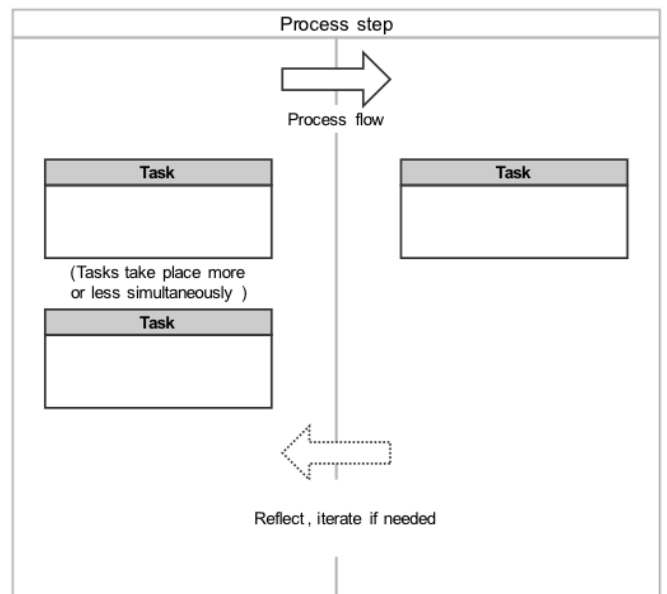 Process step
Process flow
Task
Task
(Tasks take place more
or less simultaneously )
Task
Reflect , iterate if needed